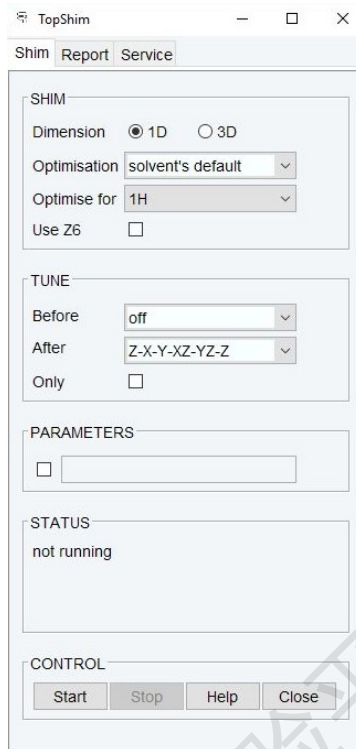 TopShim
Shim Report Service
SHIM
Dimension 1D 3D
Optimisation solvent's default
Optimise for 1H
Use Z6
TUNE
Before off
After Z-X-Y-XZ-YZ-Z
Only
PARAMETERS
STATUS
not running
CONTROL
Start Stop Help Close